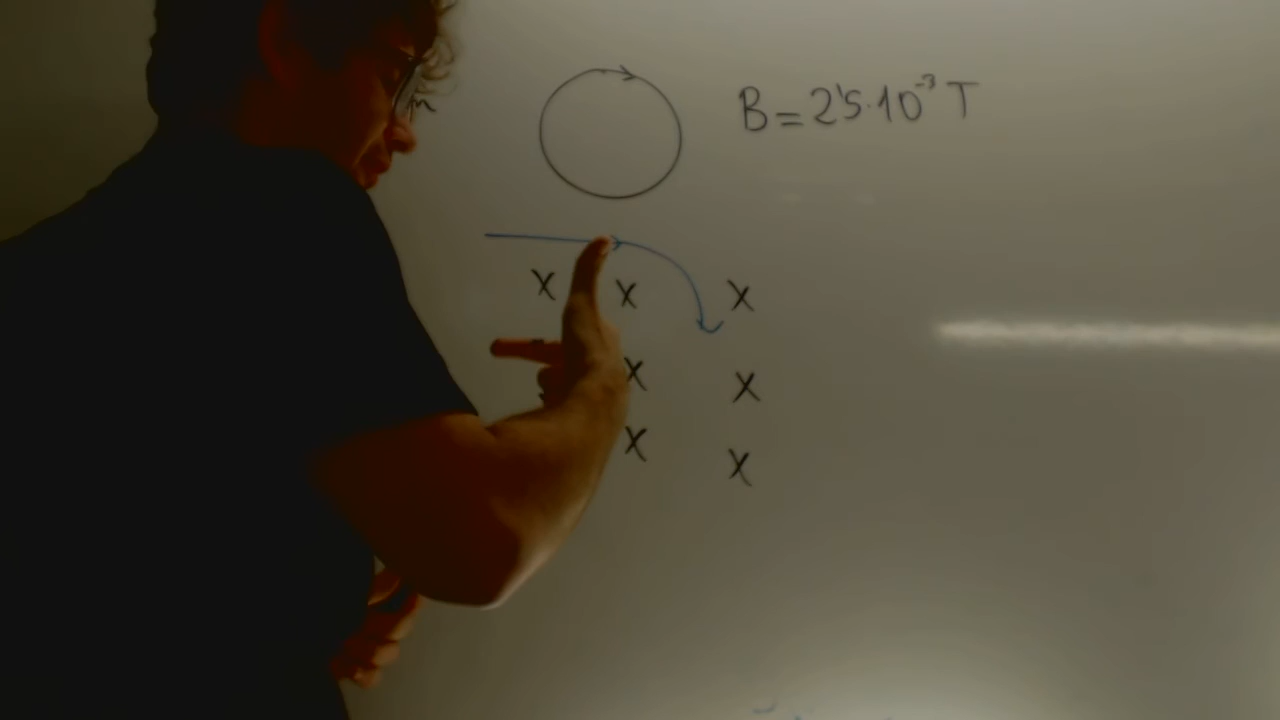 B = 2'5·10⁻³ T
X X X
X X
X X